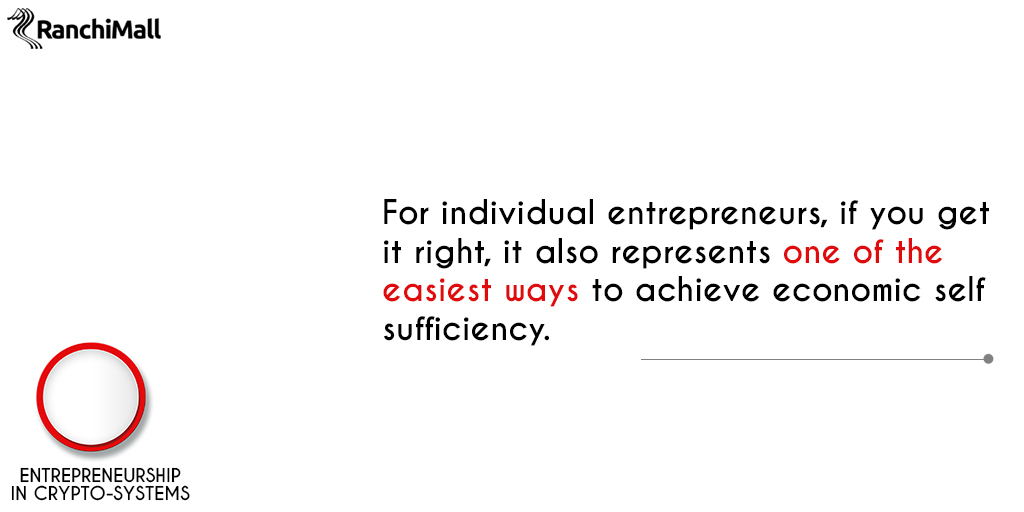 RanchiMall
For individual entrepreneurs, if you get
it right, it also represents one of the
easiest ways to achieve economic self
sufficiency.
ENTREPRENEURSHIP
IN CRYPTO-SYSTEMS